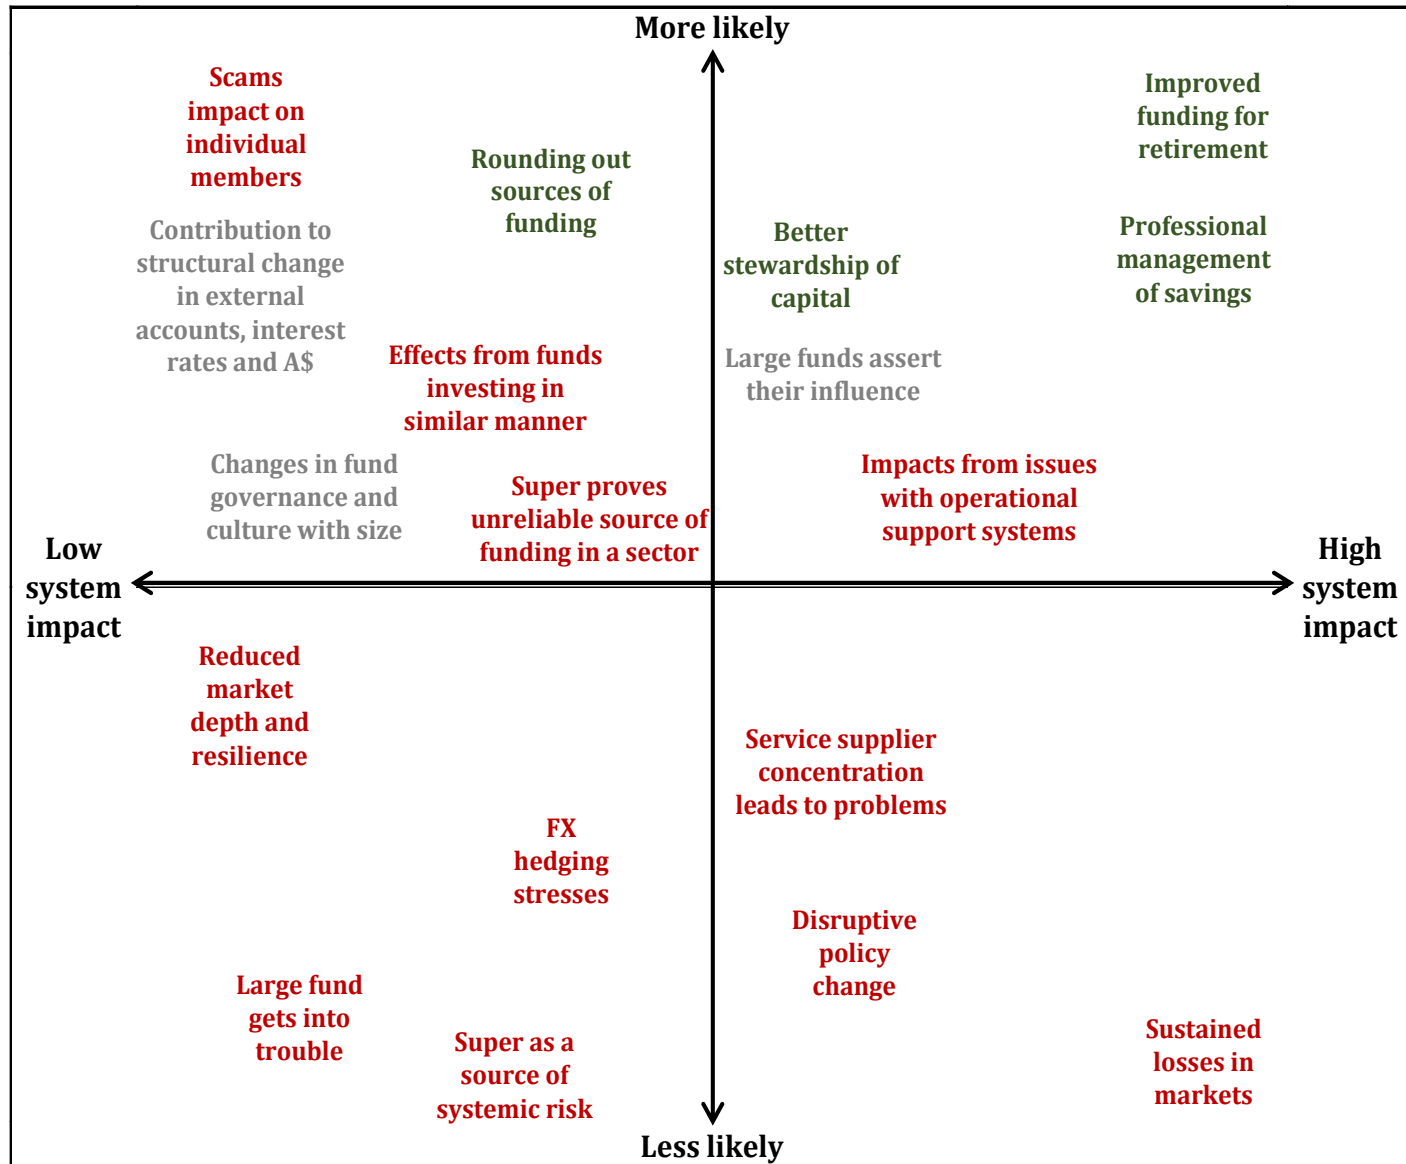 More likely
Scams
impact on
individual
members
Rounding out
sources of
funding
Improved
funding for
retirement
Contribution to
structural change
in external
accounts, interest
rates and A$
Better
stewardship of
capital
Professional
management
of savings
Effects from funds
investing in
similar manner
Large funds assert
their influence
Changes in fund
governance and
culture with size
Super proves
unreliable source of
funding in a sector
Impacts from issues
with operational
support systems
Low
system
impact
High
system
impact
Reduced
market
depth and
resilience
Service supplier
concentration
leads to problems
FX
hedging
stresses
Disruptive
policy
change
Large fund
gets into
trouble
Super as a
source of
systemic risk
Sustained
losses in
markets
Less likely